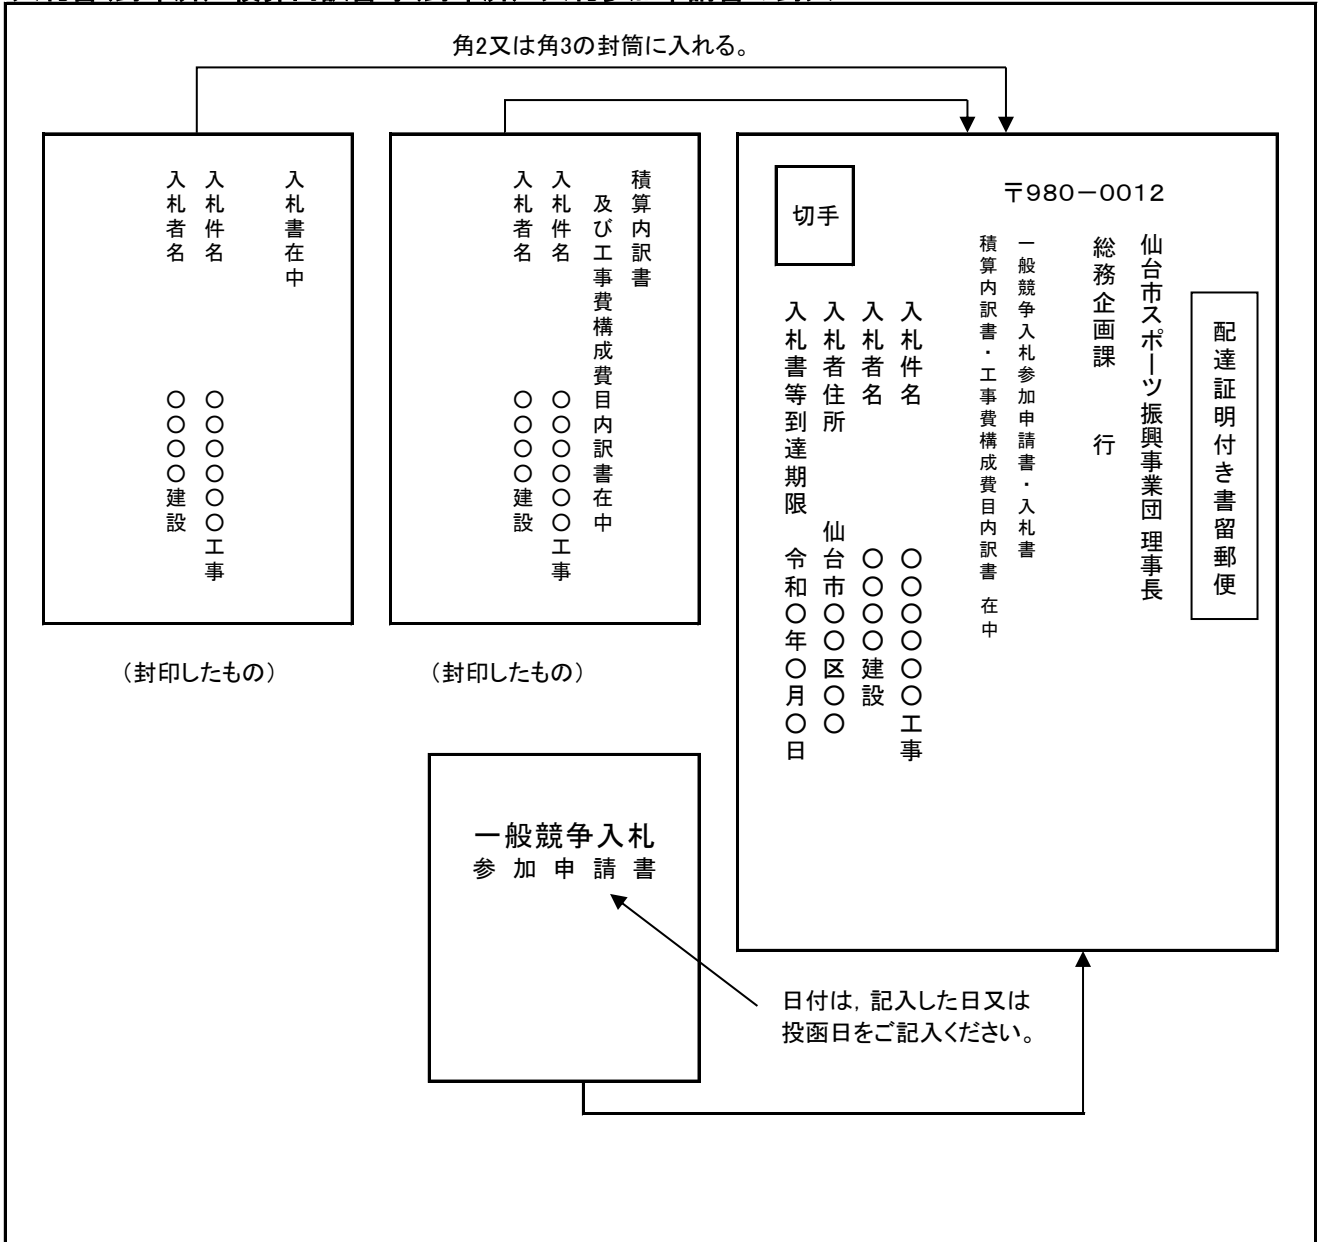 角2又は角3の封筒に入れる。
入札書在中
入札件名 〇〇〇〇〇〇工事
入札者名 〇〇〇〇建設
(封印したもの)
積算内訳書
及び工事費構成費目内訳書在中
入札件名 〇〇〇〇〇〇工事
入札者名 〇〇〇〇建設
(封印したもの)
配達証明付き書留郵便
〒980-0012
仙台市スポーツ振興事業団 理事長
総務企画課 行
一般競争入札参加申請書・入札書
積算内訳書・工事費構成費目内訳書 在中
切手
入札件名 〇〇〇〇〇〇工事
入札者名 〇〇〇〇建設
入札者住所 仙台市〇〇区〇〇
入札書等到達期限 令和〇年〇月〇日
一般競争入札
参加申請書
日付は,記入した日又は
投函日をご記入ください。